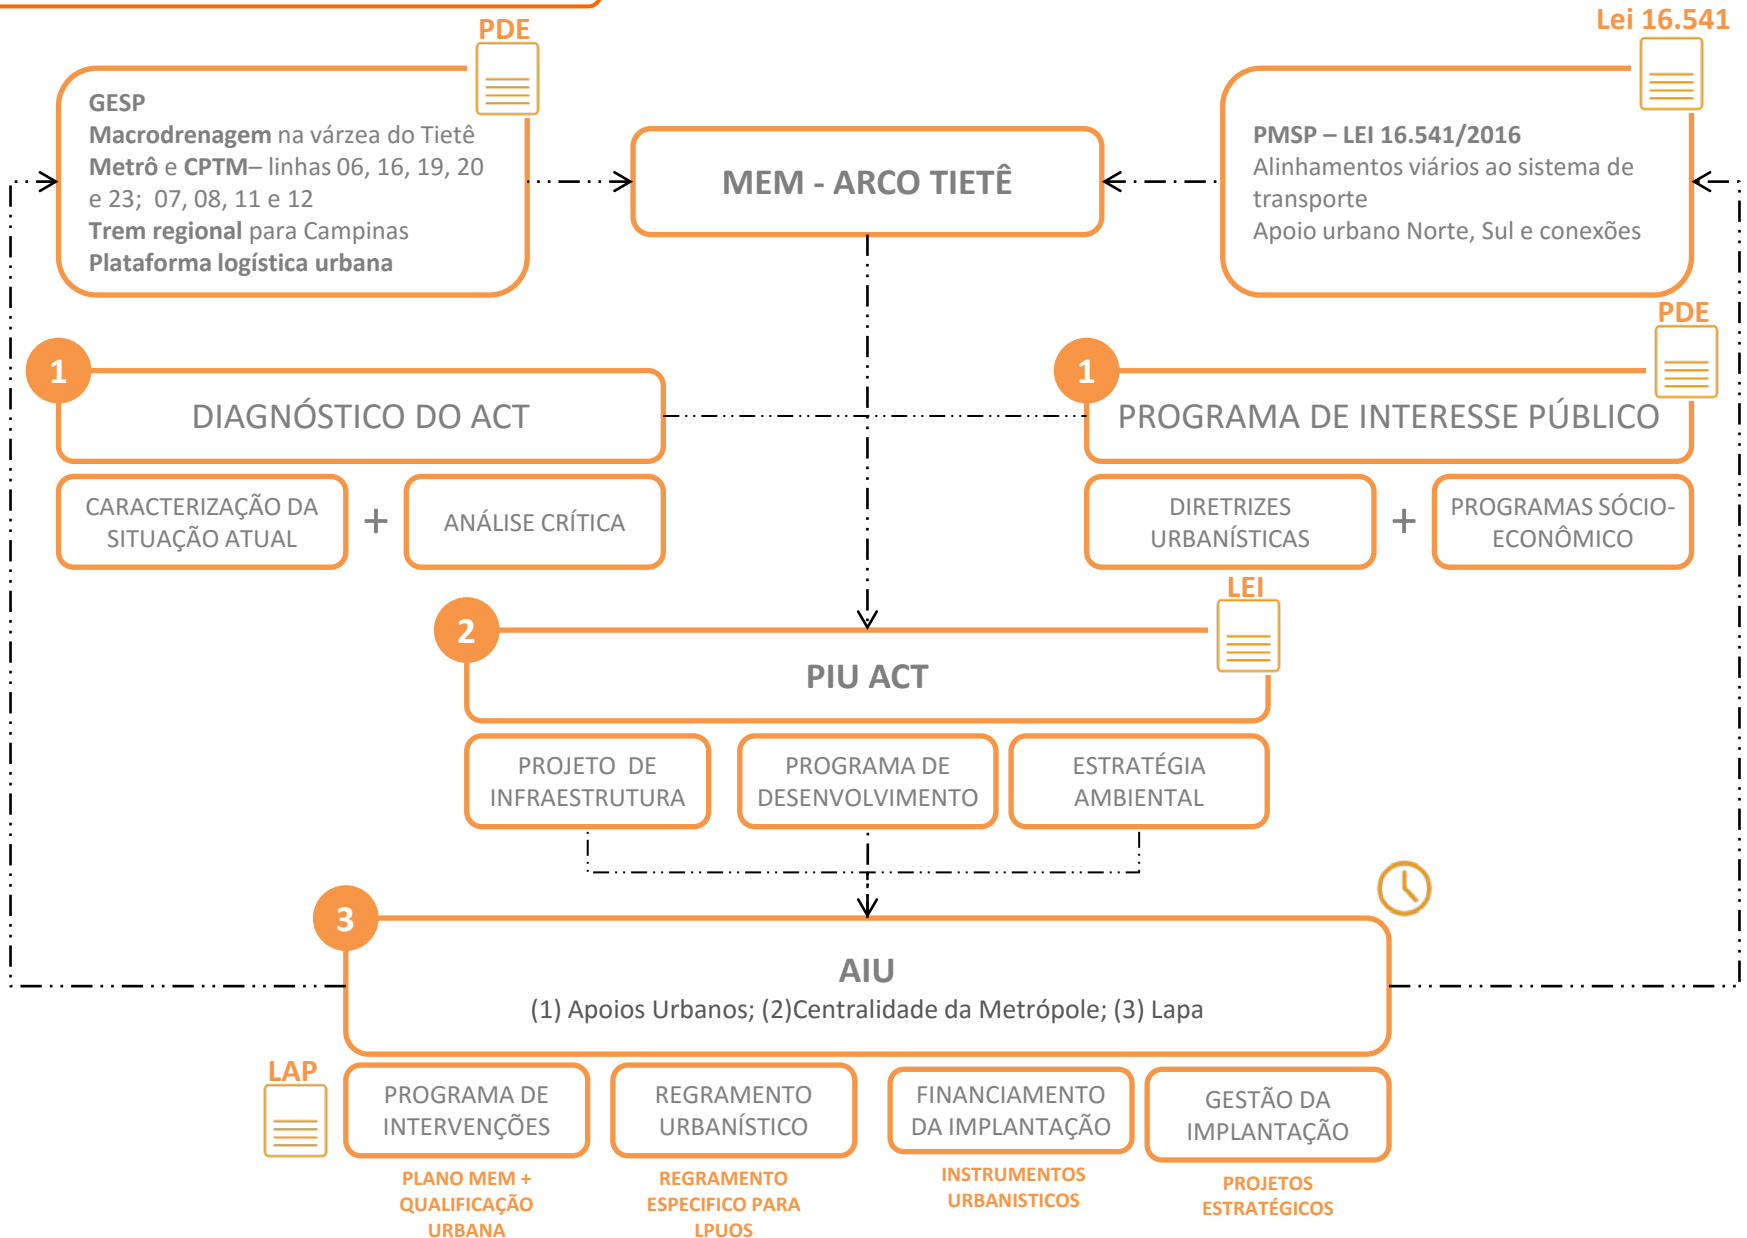 PDE
Lei 16.541
GESP
Macrodrenagem na várzea do Tietê
Metrô e CPTM– linhas 06, 16, 19, 20
e 23;  07, 08, 11 e 12
Trem regional para Campinas
Plataforma logística urbana
MEM - ARCO TIETÊ
PMSP – LEI 16.541/2016
Alinhamentos viários ao sistema de
transporte
Apoio urbano Norte, Sul e conexões
PDE
1
DIAGNÓSTICO DO ACT
1
PROGRAMA DE INTERESSE PÚBLICO
CARACTERIZAÇÃO DA
SITUAÇÃO ATUAL
+
ANÁLISE CRÍTICA
DIRETRIZES
URBANÍSTICAS
+
PROGRAMAS SÓCIO-
ECONÔMICO
LEI
2
PIU ACT
PROJETO  DE
INFRAESTRUTURA
PROGRAMA DE
DESENVOLVIMENTO
ESTRATÉGIA
AMBIENTAL
3
AIU
(1) Apoios Urbanos; (2)Centralidade da Metrópole; (3) Lapa
LAP
PROGRAMA DE
INTERVENÇÕES
REGRAMENTO
URBANÍSTICO
FINANCIAMENTO
DA IMPLANTAÇÃO
GESTÃO DA
IMPLANTAÇÃO
PLANO MEM +
QUALIFICAÇÃO
URBANA
REGRAMENTO
ESPECIFICO PARA
LPUOS
INSTRUMENTOS
URBANISTICOS
PROJETOS
ESTRATÉGICOS